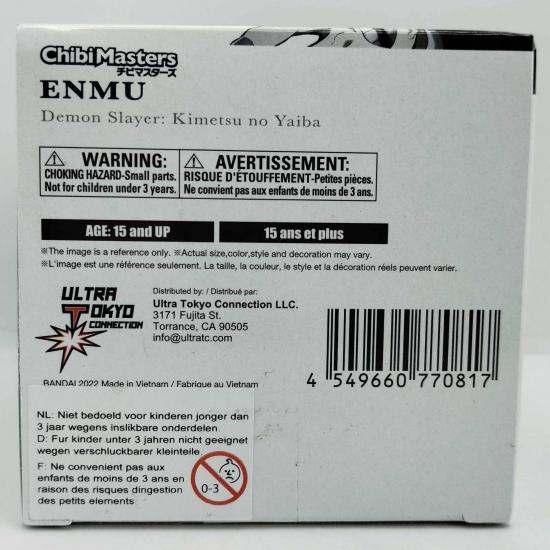 ChibiMasters
チビマスターズ
ENMU
Demon Slayer: Kimetsu no Yaiba
WARNING:
CHOKING HAZARD-Small parts.
Not for children under 3 years.
AVERTISSEMENT:
RISQUE D'ÉTOUFFEMENT-Petites pièces.
Ne convient pas aux enfants de moins de 3 ans.
AGE: 15 and UP
15 ans et plus
※The image is a reference only. ※Actual size,color,style and decoration may vary.
※L'image est une référence seulement. La taille, la couleur, le style et la décoration réels peuvent varier.
ULTRA
TOKYO
CONNECTION
Distributed by: / Distribué par:
Ultra Tokyo Connection LLC.
3171 Fujita St.
Torrance, CA 90505
info@ultratc.com
BANDAI 2022 Made in Vietnam / Fabriqué au Vietnam
4 549660 770817
NL: Niet bedoeld voor kinderen jonger dan
3 jaar wegens inslikbare onderdelen.
D: Fur kinder unter 3 jahren nicht geeignet
wegen verschluckbarer kleinteile.
F: Ne convenient pas aux
enfants de moins de 3 ans en
raison des risques dingestion
des petits elements
0-3